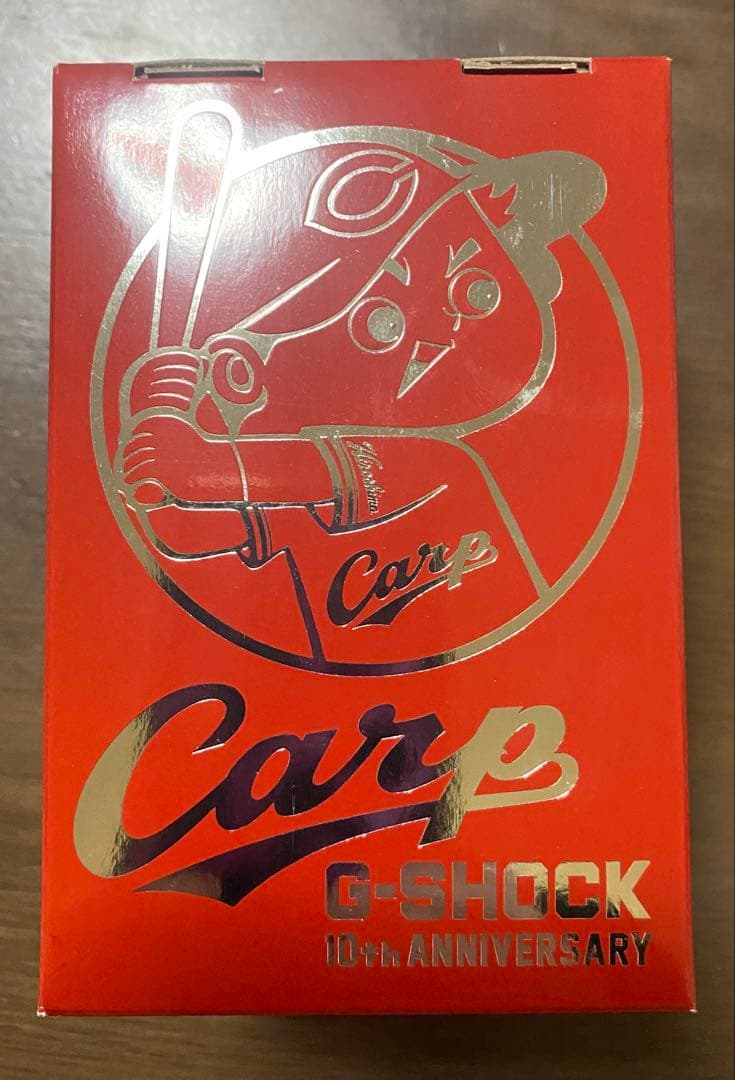 C
Hiroshima
Carp
Carp
G-SHOCK
10th ANNIVERSARY